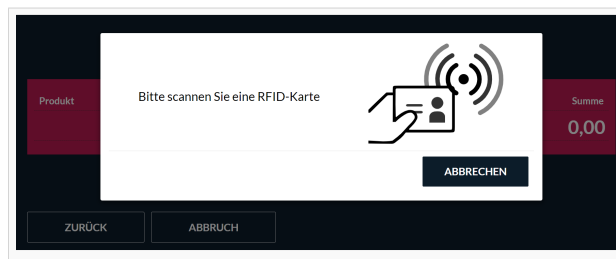 Bitte scannen Sie eine RFID-Karte
Produkt
Summe
0,00
ABBRECHEN
ZURÜCK
ABBRUCH